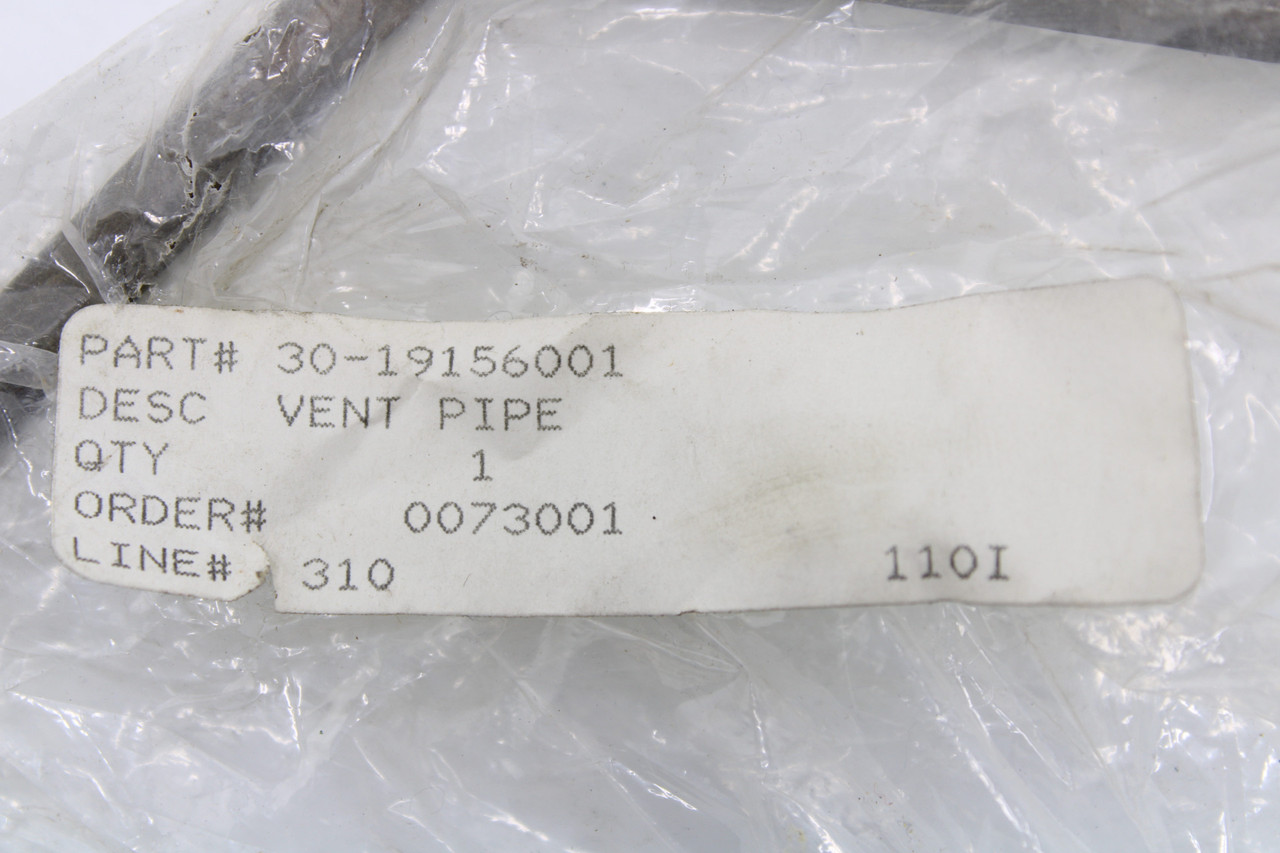 PART# 30-19156001
DESC VENT PIPE
QTY 1
ORDER# 0073001
LINE# 310 110I